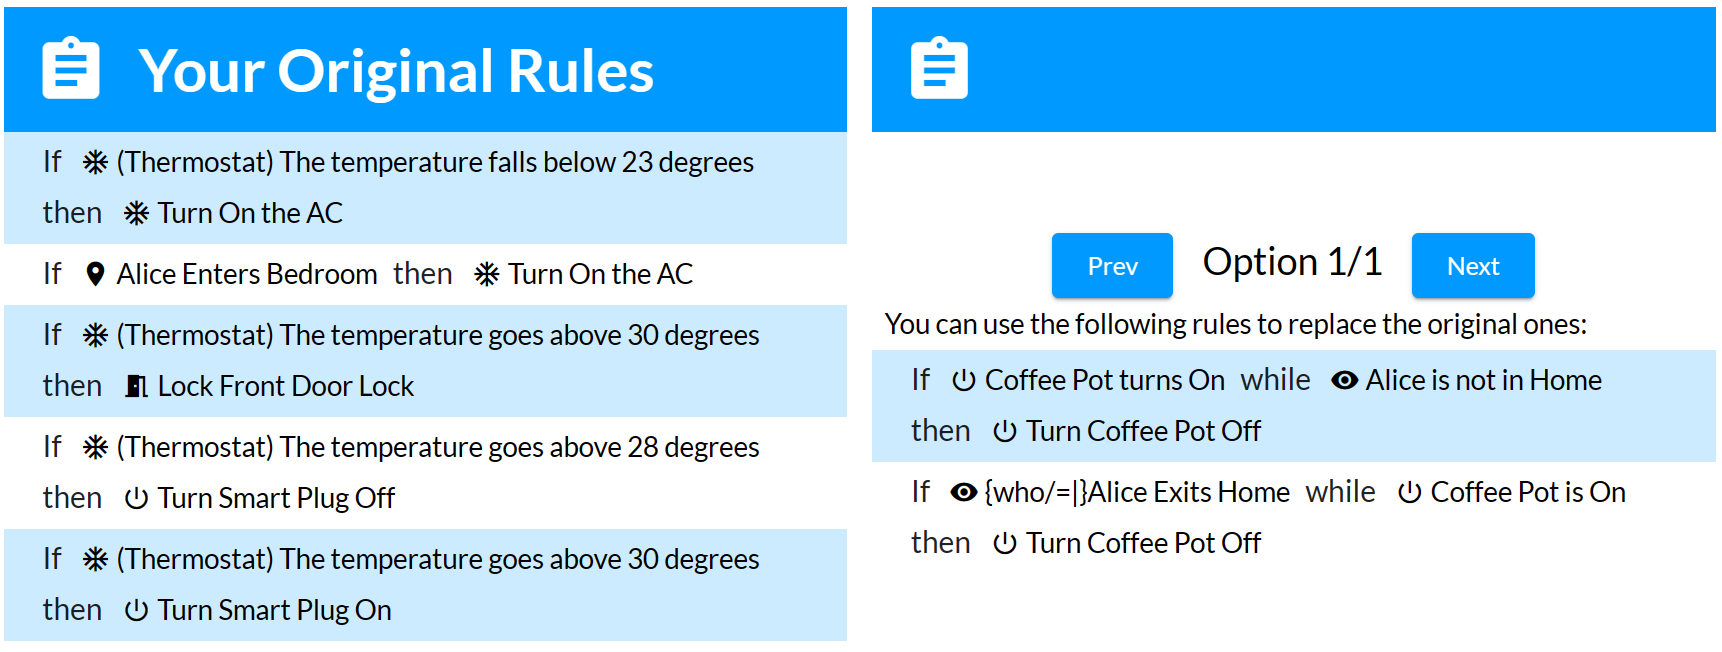 Your Original Rules
If (Thermostat) The temperature falls below 23 degrees
then Turn On the AC
If Alice Enters Bedroom then Turn On the AC
If (Thermostat) The temperature goes above 30 degrees
then Lock Front Door Lock
If (Thermostat) The temperature goes above 28 degrees
then Turn Smart Plug Off
If (Thermostat) The temperature goes above 30 degrees
then Turn Smart Plug On
Prev Option 1/1 Next
You can use the following rules to replace the original ones:
If Coffee Pot turns On while Alice is not in Home
then Turn Coffee Pot Off
If {who/=|}Alice Exits Home while Coffee Pot is On
then Turn Coffee Pot Off